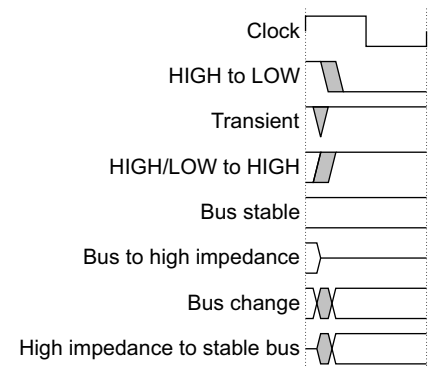 Clock
HIGH to LOW
Transient
HIGH/LOW to HIGH
Bus stable
Bus to high impedance
Bus change
High impedance to stable bus